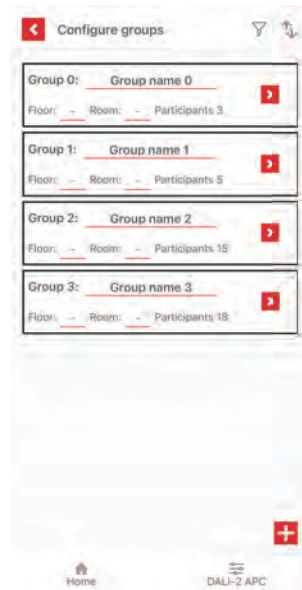 Configure groups
Group 0: Group name 0
Floor: - Room: - Participants 3
Group 1: Group name 1
Floor: - Room: - Participants 5
Group 2: Group name 2
Floor: - Room: - Participants 15
Group 3: Group name 3
Floor: - Room: - Participants 18
Home DALI-2 APC